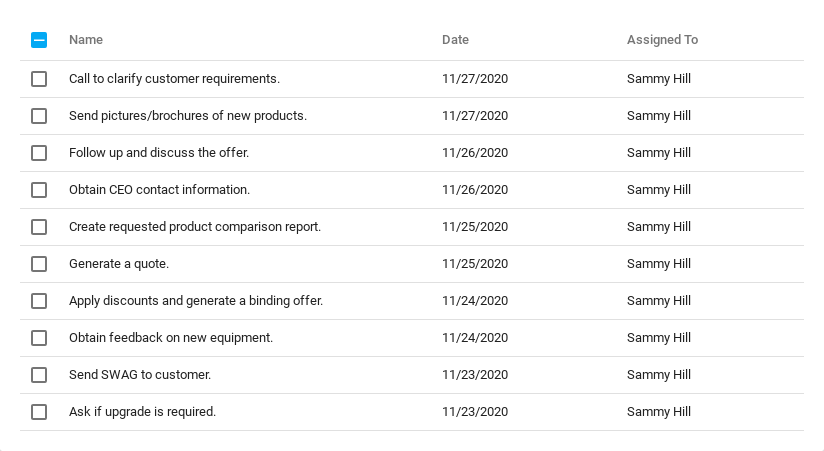 Name Date Assigned To
Call to clarify customer requirements. 11/27/2020 Sammy Hill
Send pictures/brochures of new products. 11/27/2020 Sammy Hill
Follow up and discuss the offer. 11/26/2020 Sammy Hill
Obtain CEO contact information. 11/26/2020 Sammy Hill
Create requested product comparison report. 11/25/2020 Sammy Hill
Generate a quote. 11/25/2020 Sammy Hill
Apply discounts and generate a binding offer. 11/24/2020 Sammy Hill
Obtain feedback on new equipment. 11/24/2020 Sammy Hill
Send SWAG to customer. 11/23/2020 Sammy Hill
Ask if upgrade is required. 11/23/2020 Sammy Hill